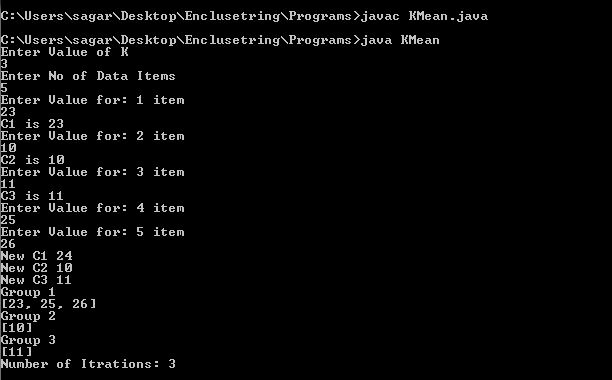 C:\Users\sagar\Desktop\Enclusetring\Programs>javac KMean.java
C:\Users\sagar\Desktop\Enclusetring\Programs>java KMean
Enter Value of K
3
Enter No of Data Items
5
Enter Value for: 1 item
23
C1 is 23
Enter Value for: 2 item
10
C2 is 10
Enter Value for: 3 item
11
C3 is 11
Enter Value for: 4 item
25
Enter Value for: 5 item
26
New C1 24
New C2 10
New C3 11
Group 1
[23, 25, 26]
Group 2
[10]
Group 3
[11]
Number of Itrations: 3